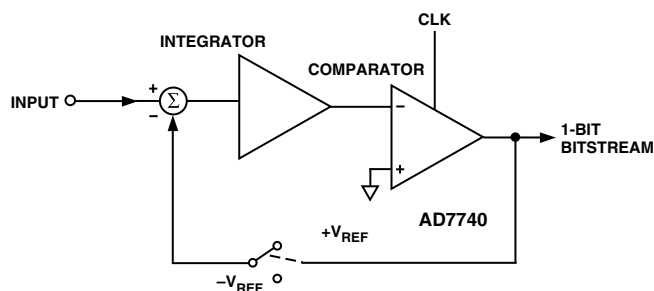 CLK
INTEGRATOR
COMPARATOR
INPUT
+
−
Σ
−
+
1-BIT
BITSTREAM
AD7740
+VREF
−VREF